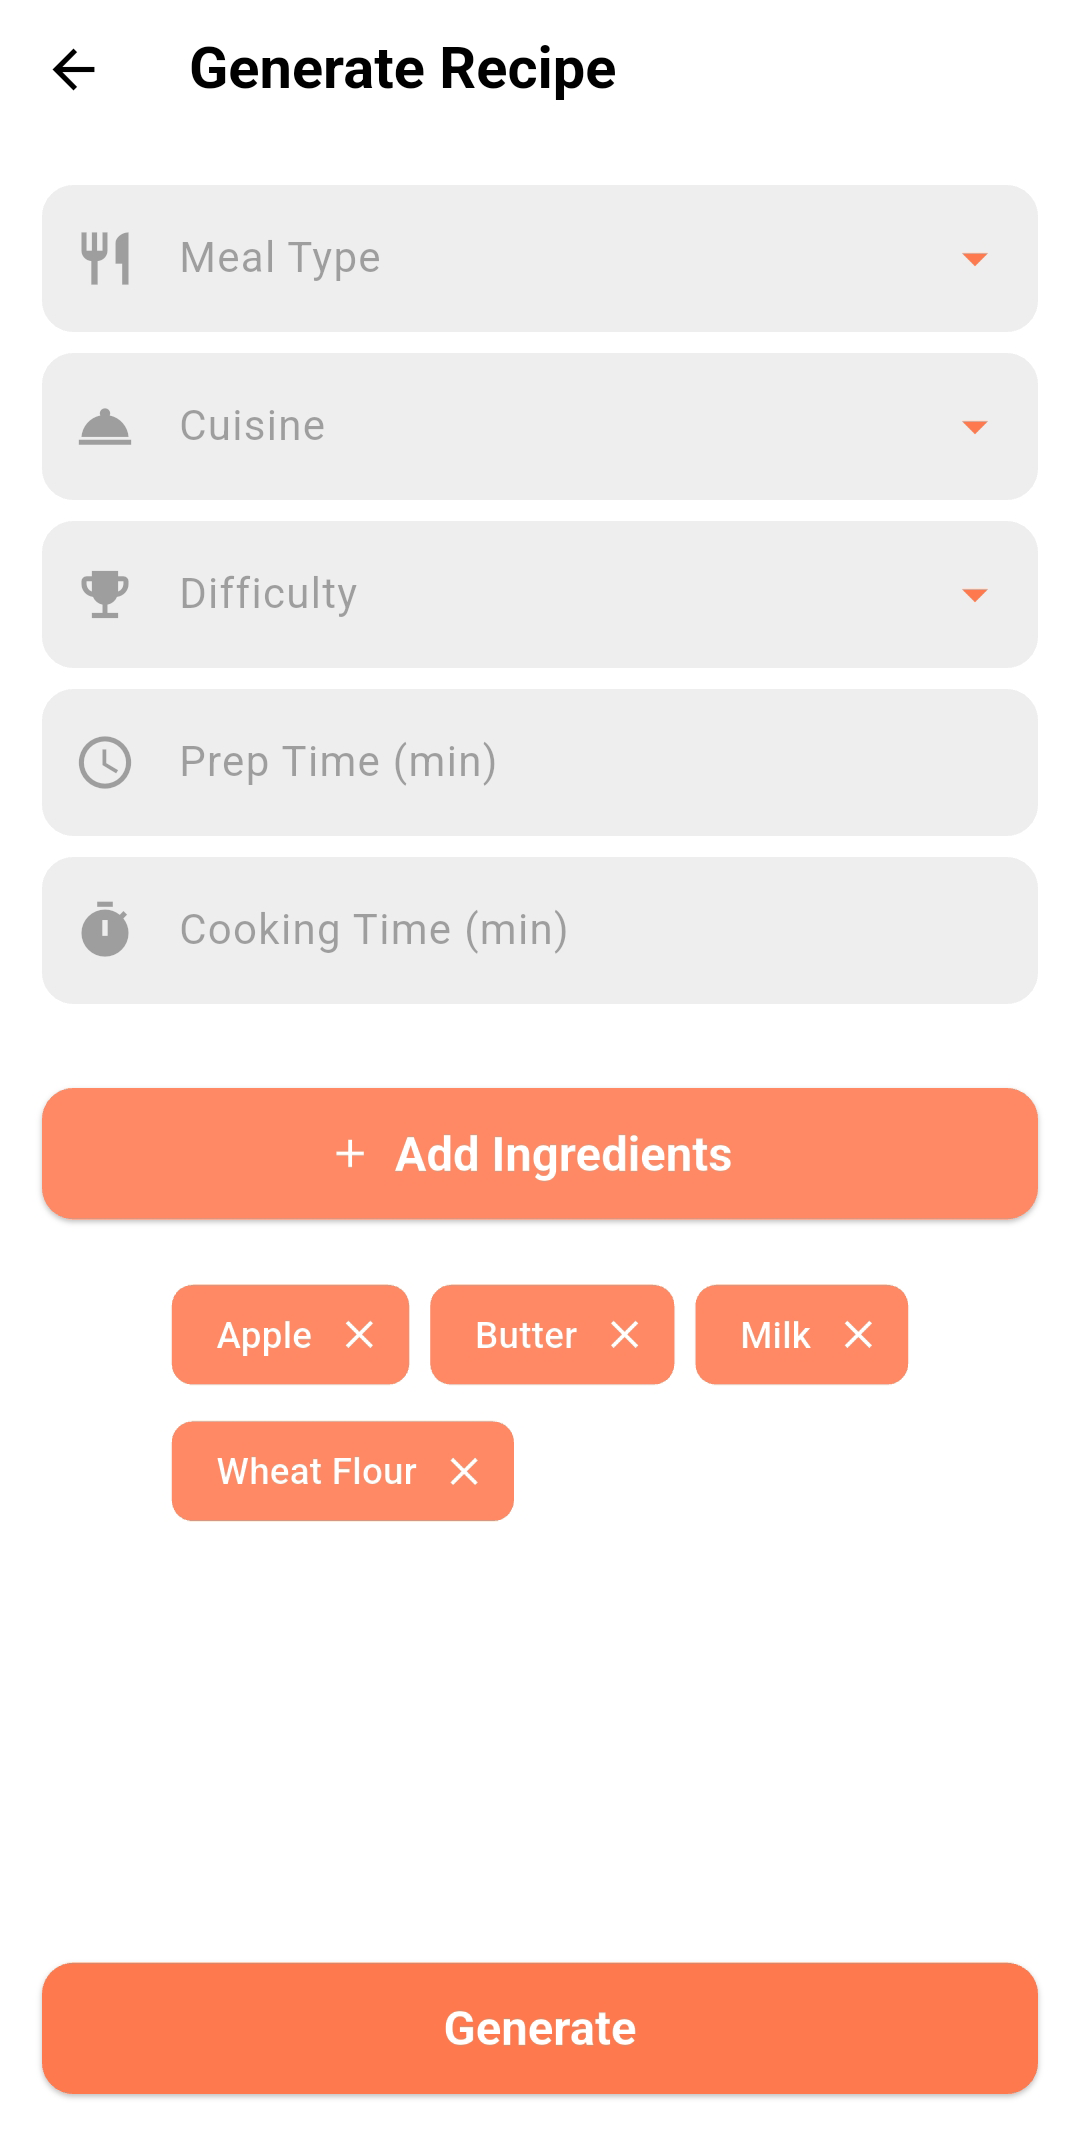 Generate Recipe
Meal Type
Cuisine
Difficulty
Prep Time (min)
Cooking Time (min)
Add Ingredients
Apple Butter Milk
Wheat Flour
Generate